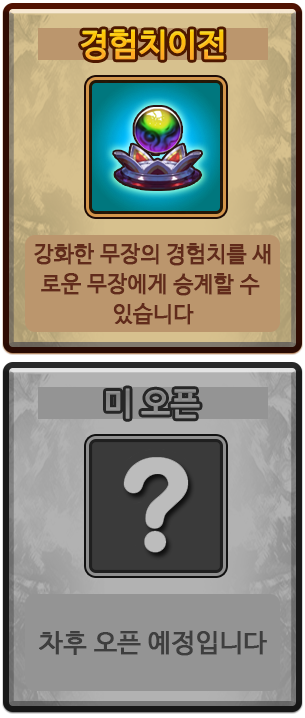 경험치이전
강화한 무장의 경험치를 새
로운 무장에게 승계할 수
있습니다
미 오픈
?
차후 오픈 예정입니다